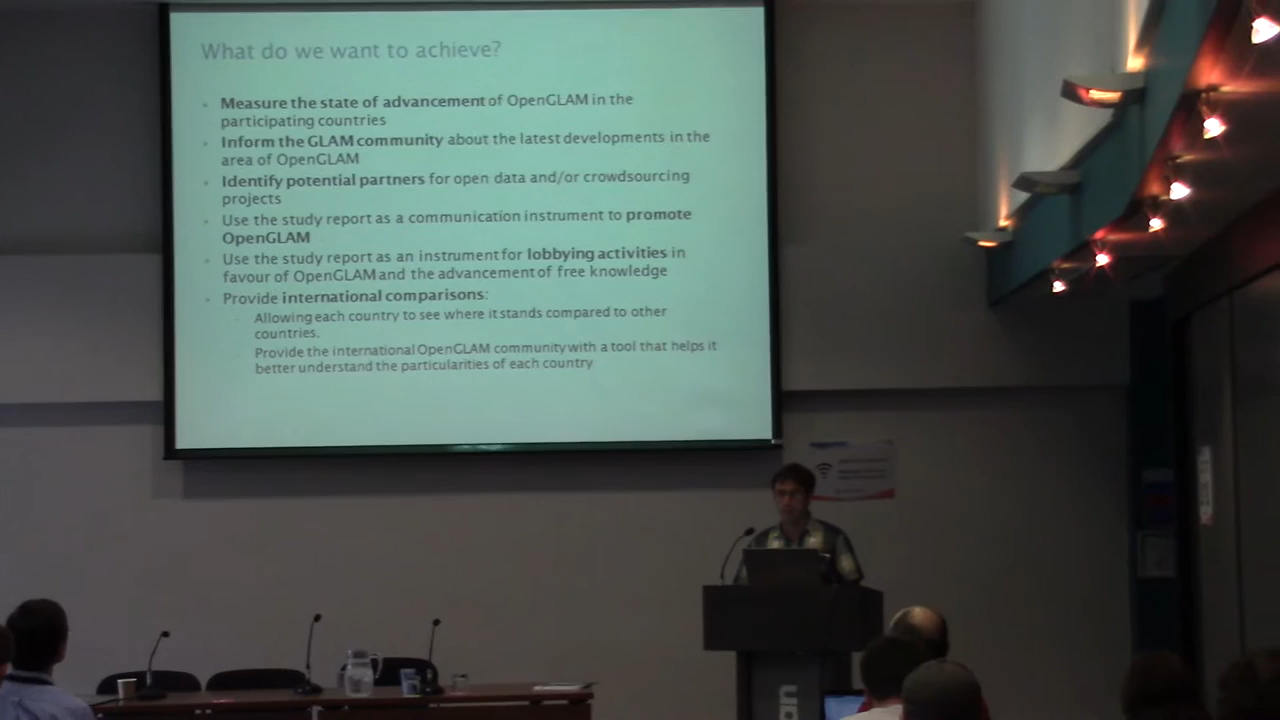 What do we want to achieve?
Measure the state of advancement of OpenGLAM in the
participating countries
Inform the GLAM community about the latest developments in the
area of OpenGLAM
Identify potential partners for open data and/or crowdsourcing
projects
Use the study report as a communication instrument to promote
OpenGLAM
Use the study report as an instrument for lobbying activities in
favour of OpenGLAM and the advancement of free knowledge
Provide international comparisons:
Allowing each country to see where it stands compared to other
countries.
Provide the international OpenGLAM community with a tool that helps it
better understand the particularities of each country